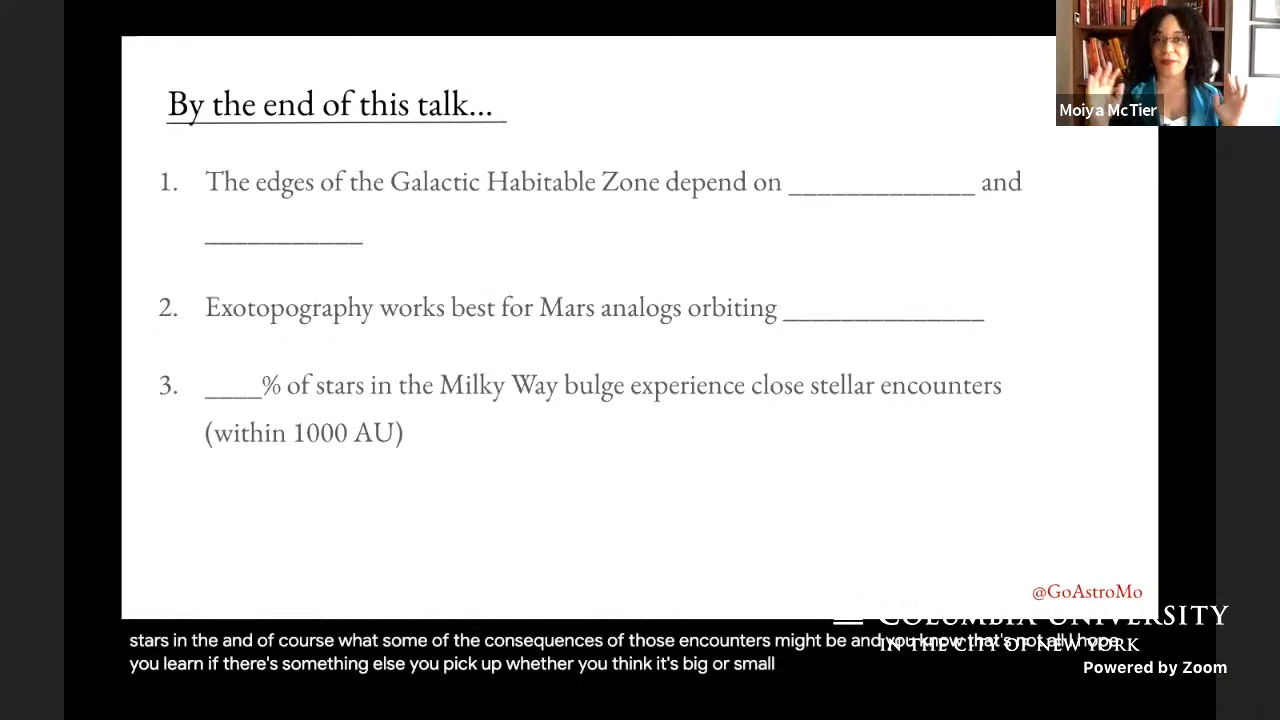 By the end of this talk...
Moiya McTier
1. The edges of the Galactic Habitable Zone depend on _____________ and
___________
2. Exotopography works best for Mars analogs orbiting ______________
3. ____% of stars in the Milky Way bulge experience close stellar encounters
(within 1000 AU)
@GoAstroMo
COLUMBIA UNIVERSITY
IN THE CITY OF NEW YORK
stars in the and of course what some of the consequences of those encounters might be and you know that's not all I hope
you learn if there's something else you pick up whether you think it's big or small
Powered by Zoom